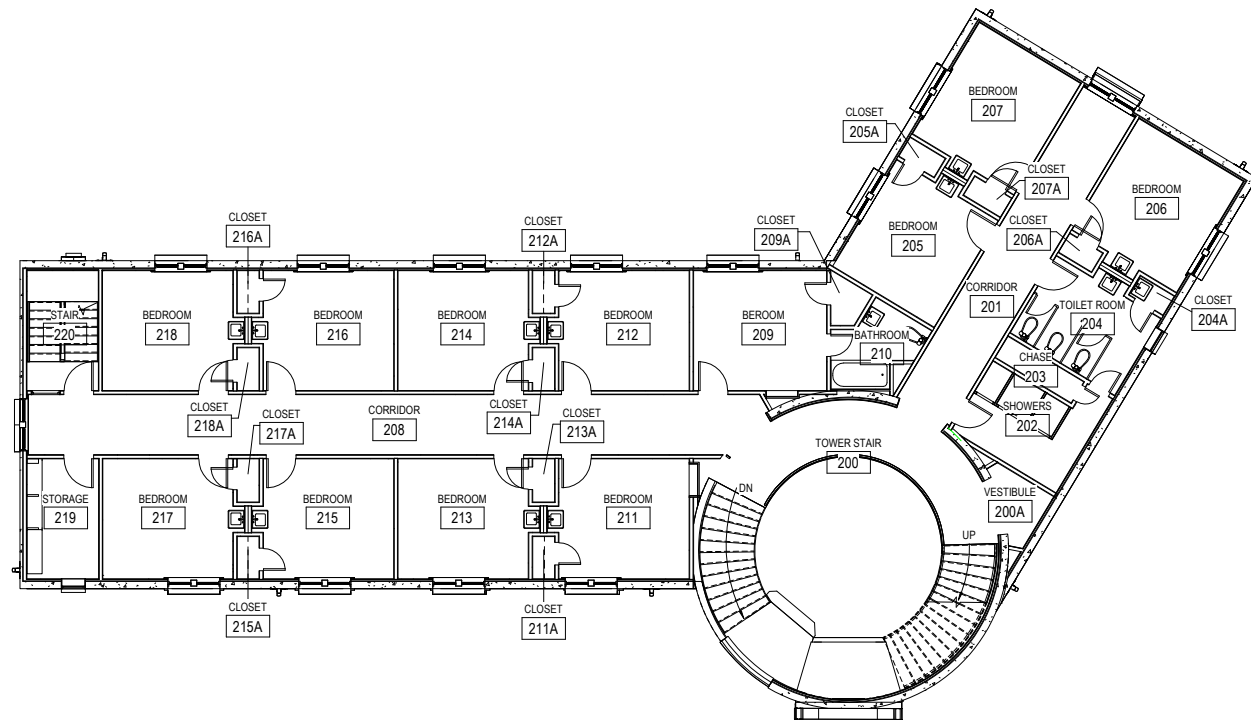 BEDROOM
207
CLOSET
205A
CLOSET
207A
BEDROOM
206
BEDROOM
205
CLOSET
206A
CLOSET
216A
CLOSET
212A
CLOSET
209A
CORRIDOR
201
TOILET ROOM
204
CLOSET
204A
STAIR
220
BEDROOM
218
BEDROOM
216
BEDROOM
214
BEDROOM
212
BEROOM
209
BATHROOM
210
CHASE
203
SHOWERS
202
CLOSET
218A
CLOSET
217A
CORRIDOR
208
CLOSET
214A
CLOSET
213A
TOWER STAIR
200
STORAGE
219
BEDROOM
217
BEDROOM
215
BEDROOM
213
BEDROOM
211
DN
VESTIBULE
200A
UP
CLOSET
215A
CLOSET
211A